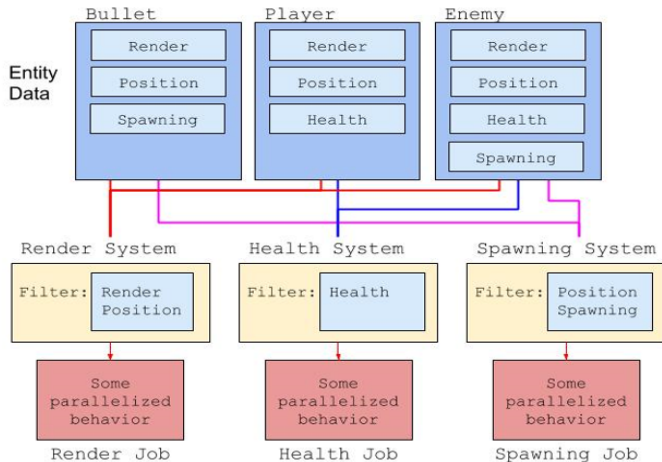 Bullet
Player
Enemy
Entity
Data
Render
Position
Spawning
Render
Position
Health
Render
Position
Health
Spawning
Render System
Health System
Spawning System
Filter:
Render
Position
Filter:
Health
Filter:
Position
Spawning
Some
parallelized
behavior
Some
parallelized
behavior
Some
parallelized
behavior
Render Job
Health Job
Spawning Job